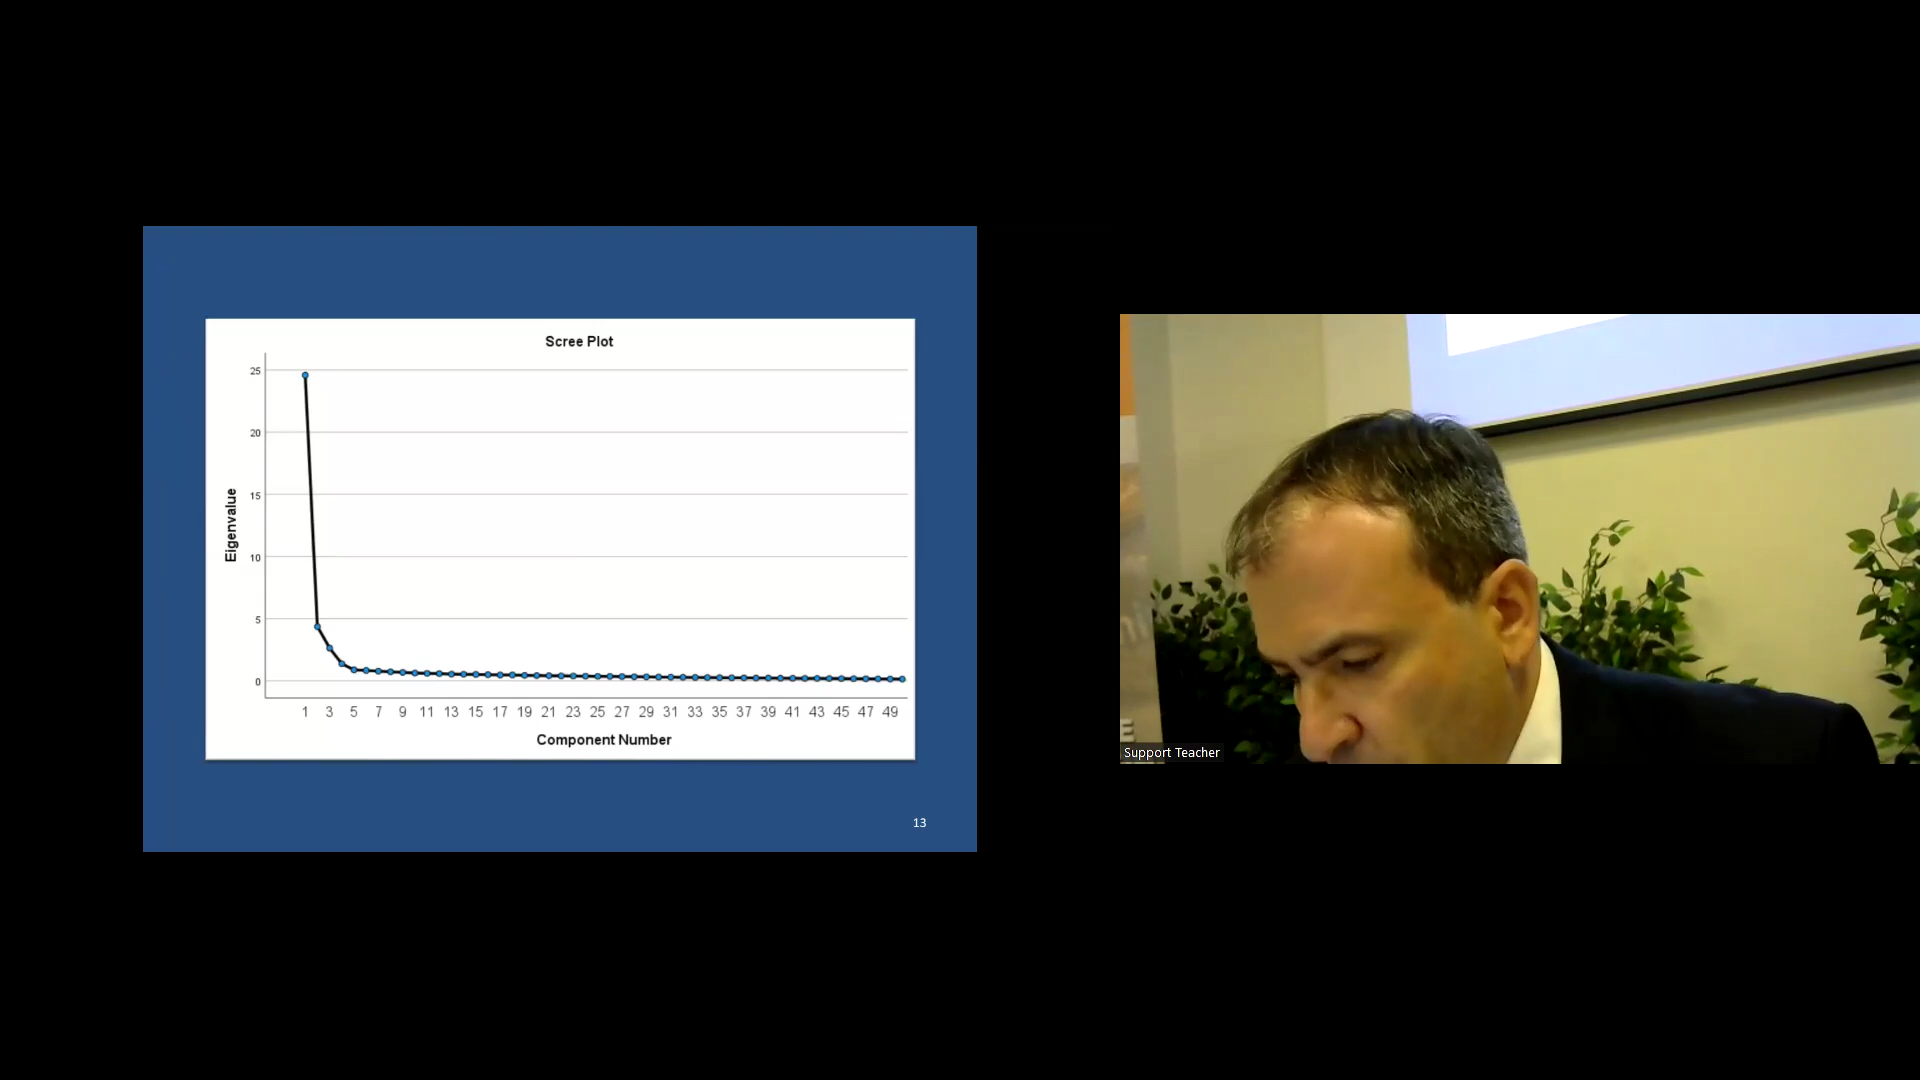 Scree Plot
25
20
15
10
5
0
Eigenvalue
1 3 5 7 9 11 13 15 17 19 21 23 25 27 29 31 33 35 37 39 41 43 45 47 49
Component Number
13
E
Support Teacher